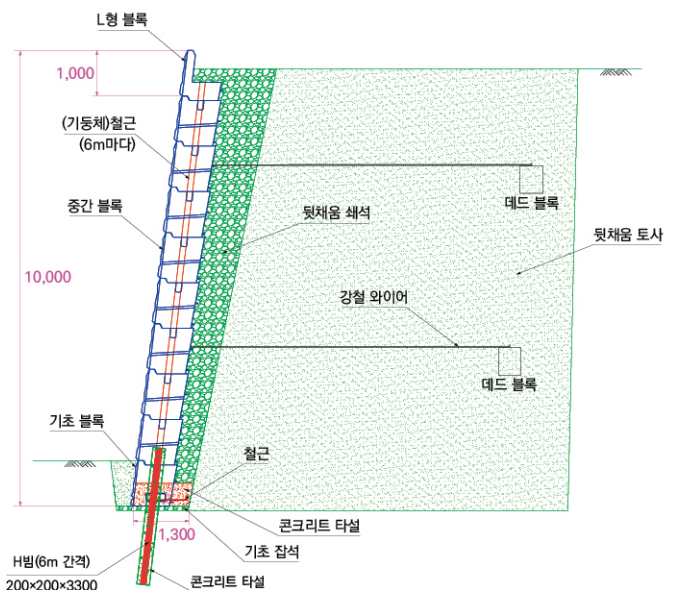 L형 블록
1,000
(기둥체)철근
(6m마다)
데드 블록
중간 블록
뒷채움 쇄석
뒷채움 토사
10,000
강철 와이어
데드 블록
기초 블록
철근
콘크리트 타설
1,300
기초 잡석
H빔(6m 간격)
200×200×3300
콘크리트 타설